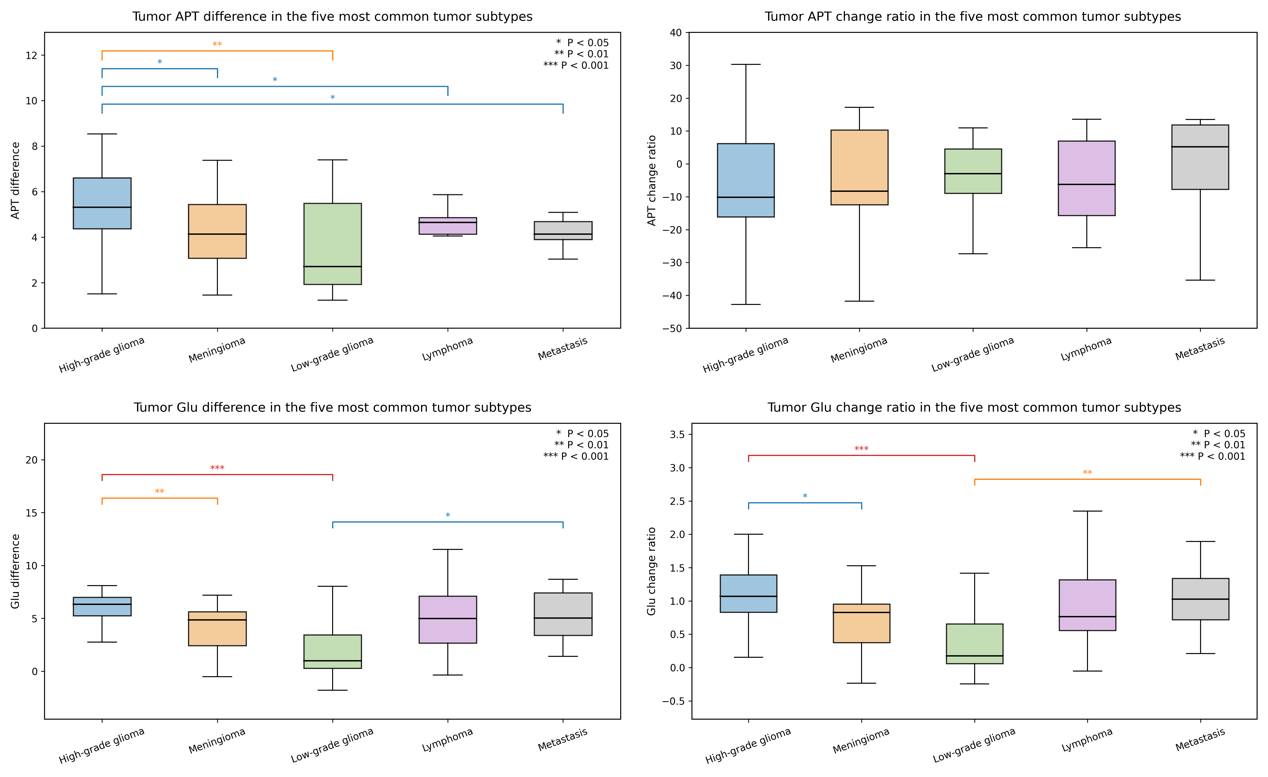 Tumor APT difference in the five most common tumor subtypes
* P < 0.05
** P < 0.01
*** P < 0.001
**
*
*
*
APT difference
12
10
8
6
4
2
0
High-grade glioma
Meningioma
Low-grade glioma
Lymphoma
Metastasis
Tumor APT change ratio in the five most common tumor subtypes
APT change ratio
40
30
20
10
0
−10
−20
−30
−40
−50
High-grade glioma
Meningioma
Low-grade glioma
Lymphoma
Metastasis
Tumor Glu difference in the five most common tumor subtypes
* P < 0.05
** P < 0.01
*** P < 0.001
***
**
*
Glu difference
20
15
10
5
0
High-grade glioma
Meningioma
Low-grade glioma
Lymphoma
Metastasis
Tumor Glu change ratio in the five most common tumor subtypes
* P < 0.05
** P < 0.01
*** P < 0.001
***
**
*
Glu change ratio
3.5
3.0
2.5
2.0
1.5
1.0
0.5
0.0
−0.5
High-grade glioma
Meningioma
Low-grade glioma
Lymphoma
Metastasis